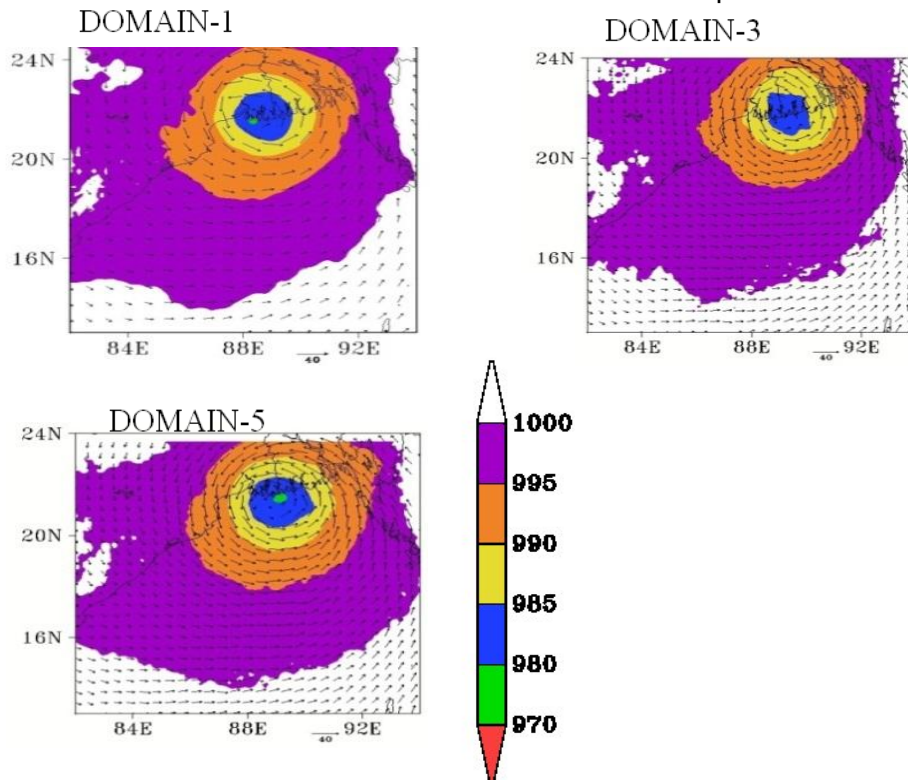 DOMAIN-1
24N
20N
16N
84E 88E 92E
40
DOMAIN-3
24N
20N
16N
84E 88E 92E
40
DOMAIN-5
24N
20N
16N
84E 88E 92E
40
1000
995
990
985
980
970